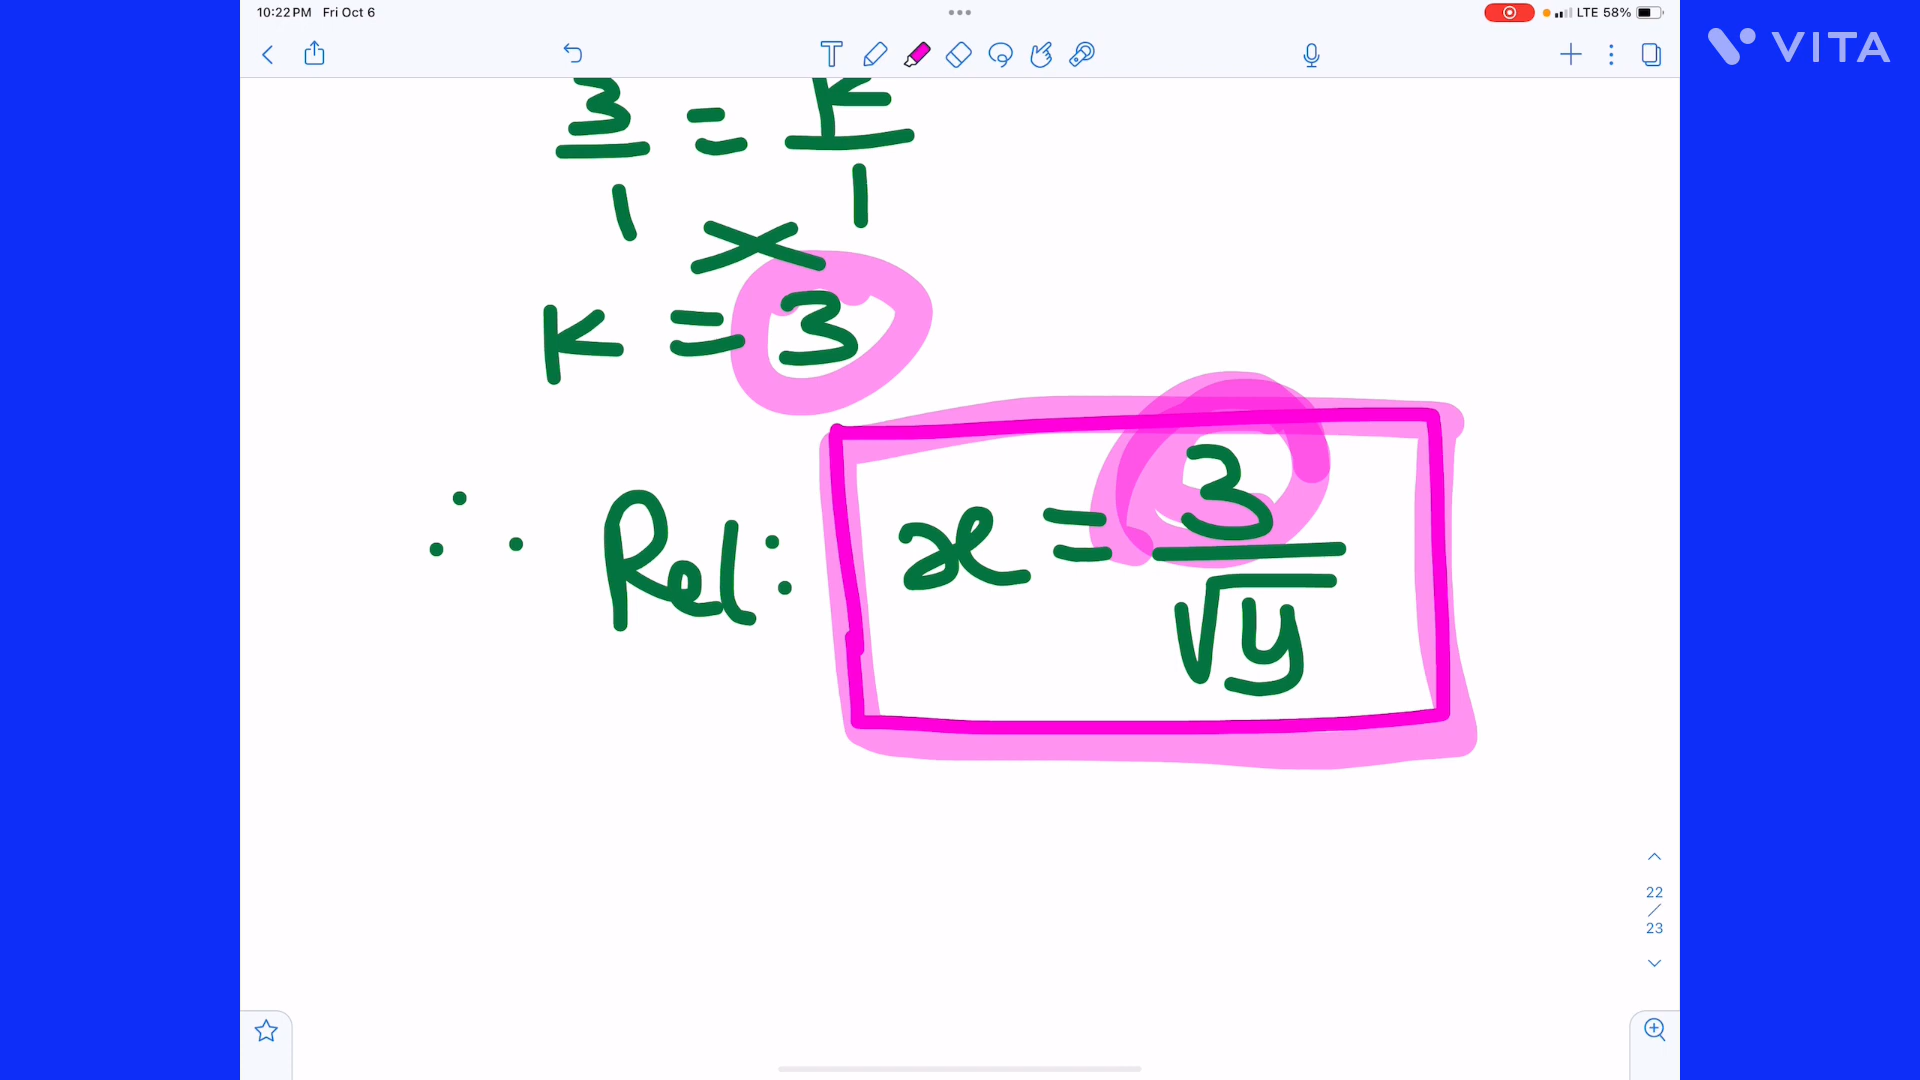 10:22 PM Fri Oct 6
LTE 58%
VITA
T
3/1 = K/1
K = 3
∴ Rel: x = 3/√y
22
/
23